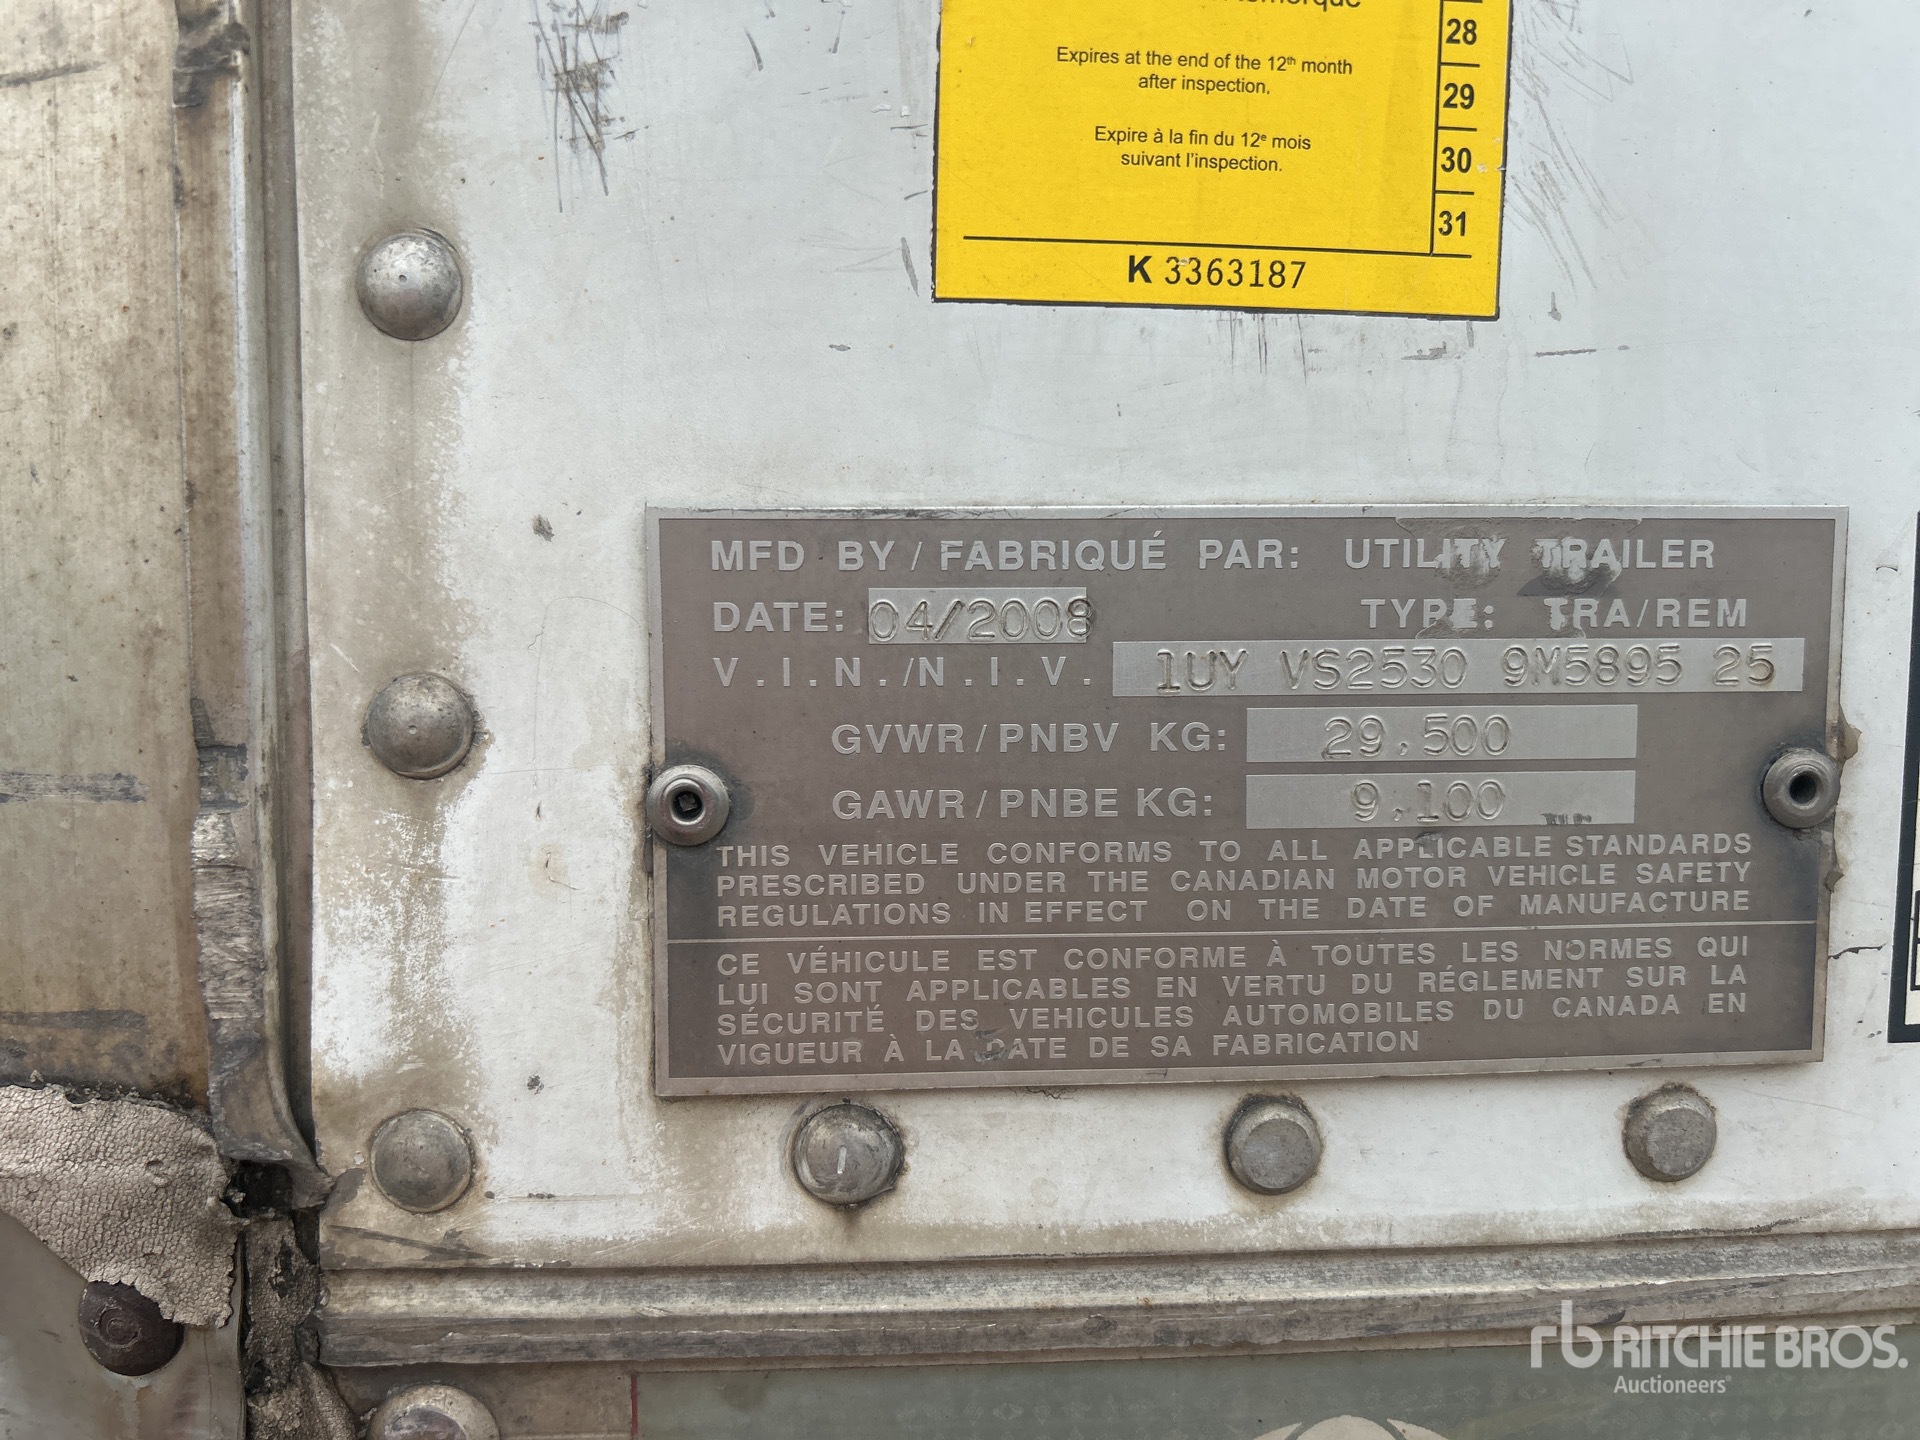 28
Expires at the end of the 12th month
after inspection.
29
Expire à la fin du 12e mois
suivant l'inspection.
30
31
K 3363187
MFD BY / FABRIQUÉ PAR: UTILITY TRAILER
DATE: 04/2008 TYPE: TRA/REM
V.I.N./N.I.V. 1UY VS2530 9M5895 25
GVWR/PNBV KG: 29,500
GAWR/PNBE KG: 9,100
THIS VEHICLE CONFORMS TO ALL APPLICABLE STANDARDS
PRESCRIBED UNDER THE CANADIAN MOTOR VEHICLE SAFETY
REGULATIONS IN EFFECT ON THE DATE OF MANUFACTURE
CE VÉHICULE EST CONFORME À TOUTES LES NORMES QUI
LUI SONT APPLICABLES EN VERTU DU RÉGLEMENT SUR LA
SÉCURITÉ DES VEHICULES AUTOMOBILES DU CANADA EN
VIGUEUR À LA DATE DE SA FABRICATION
rb RITCHIE BROS.
Auctioneers